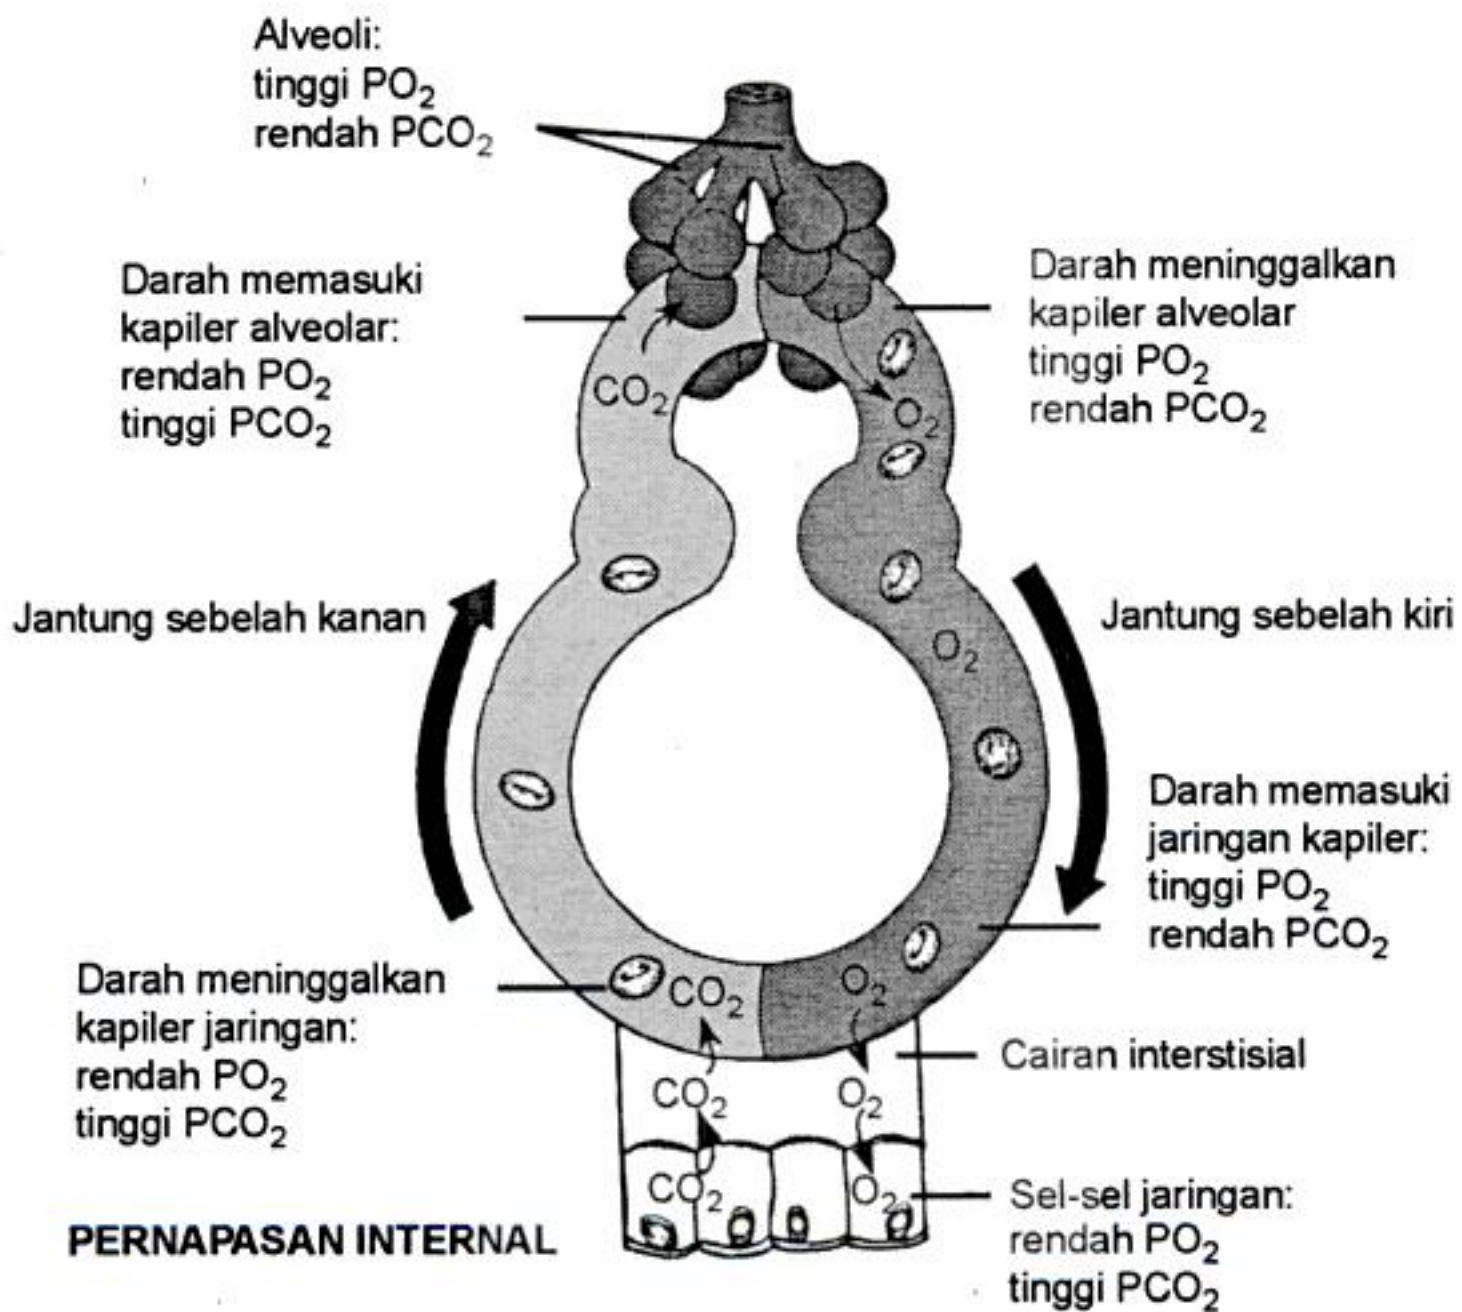 Alveoli:
tinggi PO₂
rendah PCO₂
Darah memasuki
kapiler alveolar:
rendah PO₂
tinggi PCO₂
Darah meninggalkan
kapiler alveolar
tinggi PO₂
rendah PCO₂
CO₂
O₂
Jantung sebelah kanan
Jantung sebelah kiri
O₂
Darah memasuki
jaringan kapiler:
tinggi PO₂
rendah PCO₂
Darah meninggalkan
kapiler jaringan:
rendah PO₂
tinggi PCO₂
CO₂
O₂
Cairan interstisial
CO₂
O₂
CO₂
O₂
Sel-sel jaringan:
rendah PO₂
tinggi PCO₂
PERNAPASAN INTERNAL